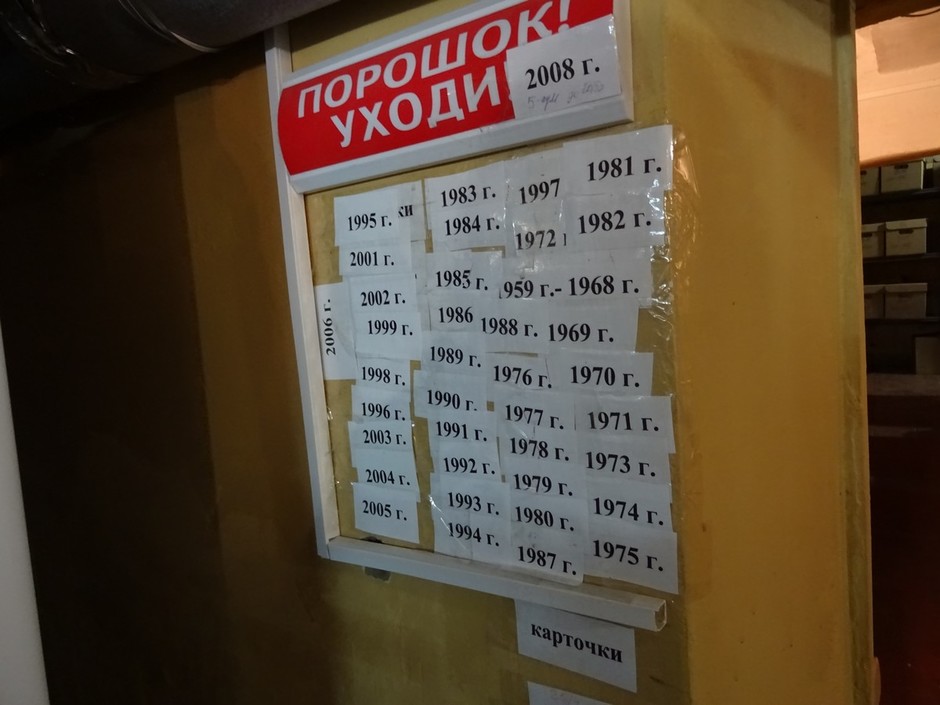 ПОРОШОК!
УХОДИ
2008 г.
1995 г.
ки
2001 г.
2002 г.
1999 г.
2006 г.
1998 г.
1996 г.
2003 г.
2004 г.
2005 г.
1983 г.
1984 г.
1985 г.
1986
1989 г.
1990 г.
1991 г.
1992 г.
1993 г.
1994 г.
1997
1972
959 г.- 1968 г.
1988 г.
1976 г.
1977 г.
1978 г.
1979 г.
1980 г.
1987 г.
1981 г.
1982 г.
1969 г.
1970 г.
1971 г.
1973 г.
1974 г.
1975 г.
карточки